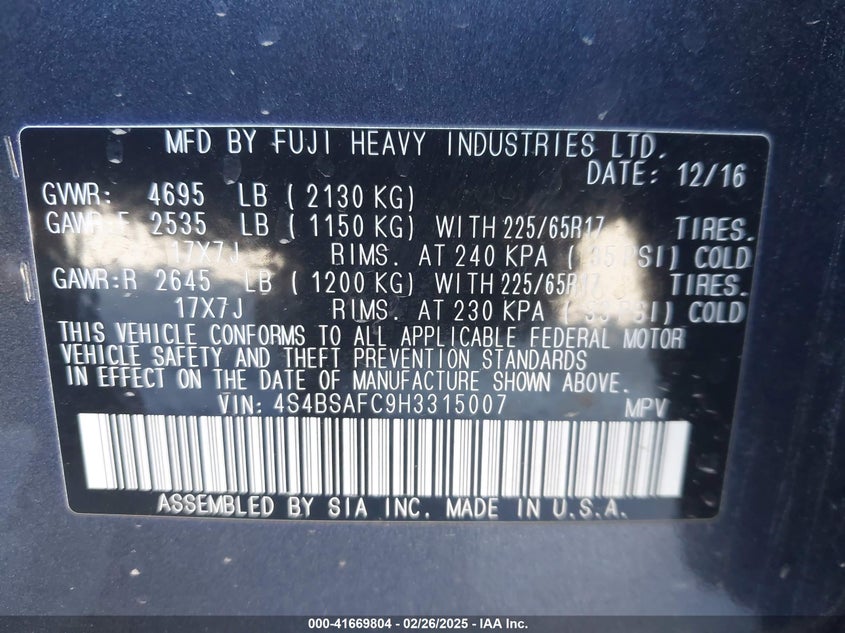 MFD BY FUJI HEAVY INDUSTRIES LTD.
DATE: 12/16
GVWR: 4695 LB ( 2130 KG)
GAWR:F 2535 LB ( 1150 KG) WITH 225/65R17 TIRES.
17X7J RIMS. AT 240 KPA ( 35 PSI) COLD
GAWR:R 2645 LB ( 1200 KG) WITH 225/65R17 TIRES.
17X7J RIMS. AT 230 KPA ( 33 PSI) COLD
THIS VEHICLE CONFORMS TO ALL APPLICABLE FEDERAL MOTOR
VEHICLE SAFETY AND THEFT PREVENTION STANDARDS
IN EFFECT ON THE DATE OF MANUFACTURE SHOWN ABOVE.
VIN: 4S4BSAFC9H3315007 MPV
ASSEMBLED BY SIA INC. MADE IN U.S.A.
000-41669804 - 02/26/2025 - IAA Inc.